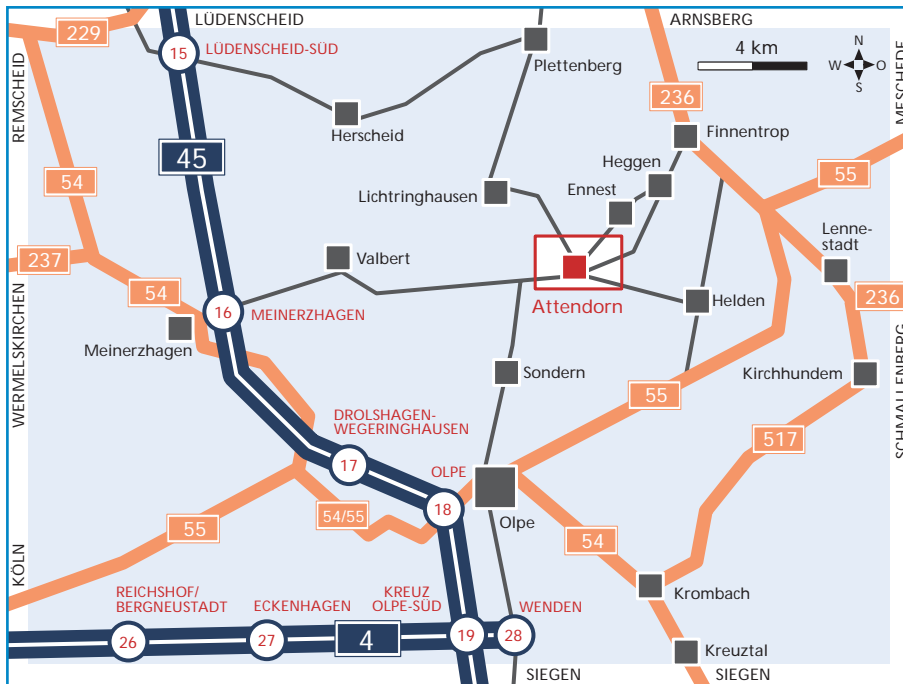 LÜDENSCHEID
ARNSBERG
229
15
LÜDENSCHEID-SÜD
Plettenberg
4 km
N
W
O
S
REMSCHEID
MESCHEDE
236
Herscheid
Finnentrop
45
Heggen
55
54
Ennest
Lichtringhausen
Lenne-
stadt
237
Valbert
54
Attendorn
Helden
236
16
MEINERZHAGEN
Meinerzhagen
WERMELSKIRCHEN
Sondern
Kirchhundem
55
SCHMALLENBERG
DROLSHAGEN-
WEGERINGHAUSEN
517
17
OLPE
18
54/55
Olpe
55
54
KÖLN
REICHSHOF/
BERGNEUSTADT
ECKENHAGEN
KREUZ
OLPE-SÜD
WENDEN
Krombach
26
27
4
19
28
Kreuztal
SIEGEN
SIEGEN